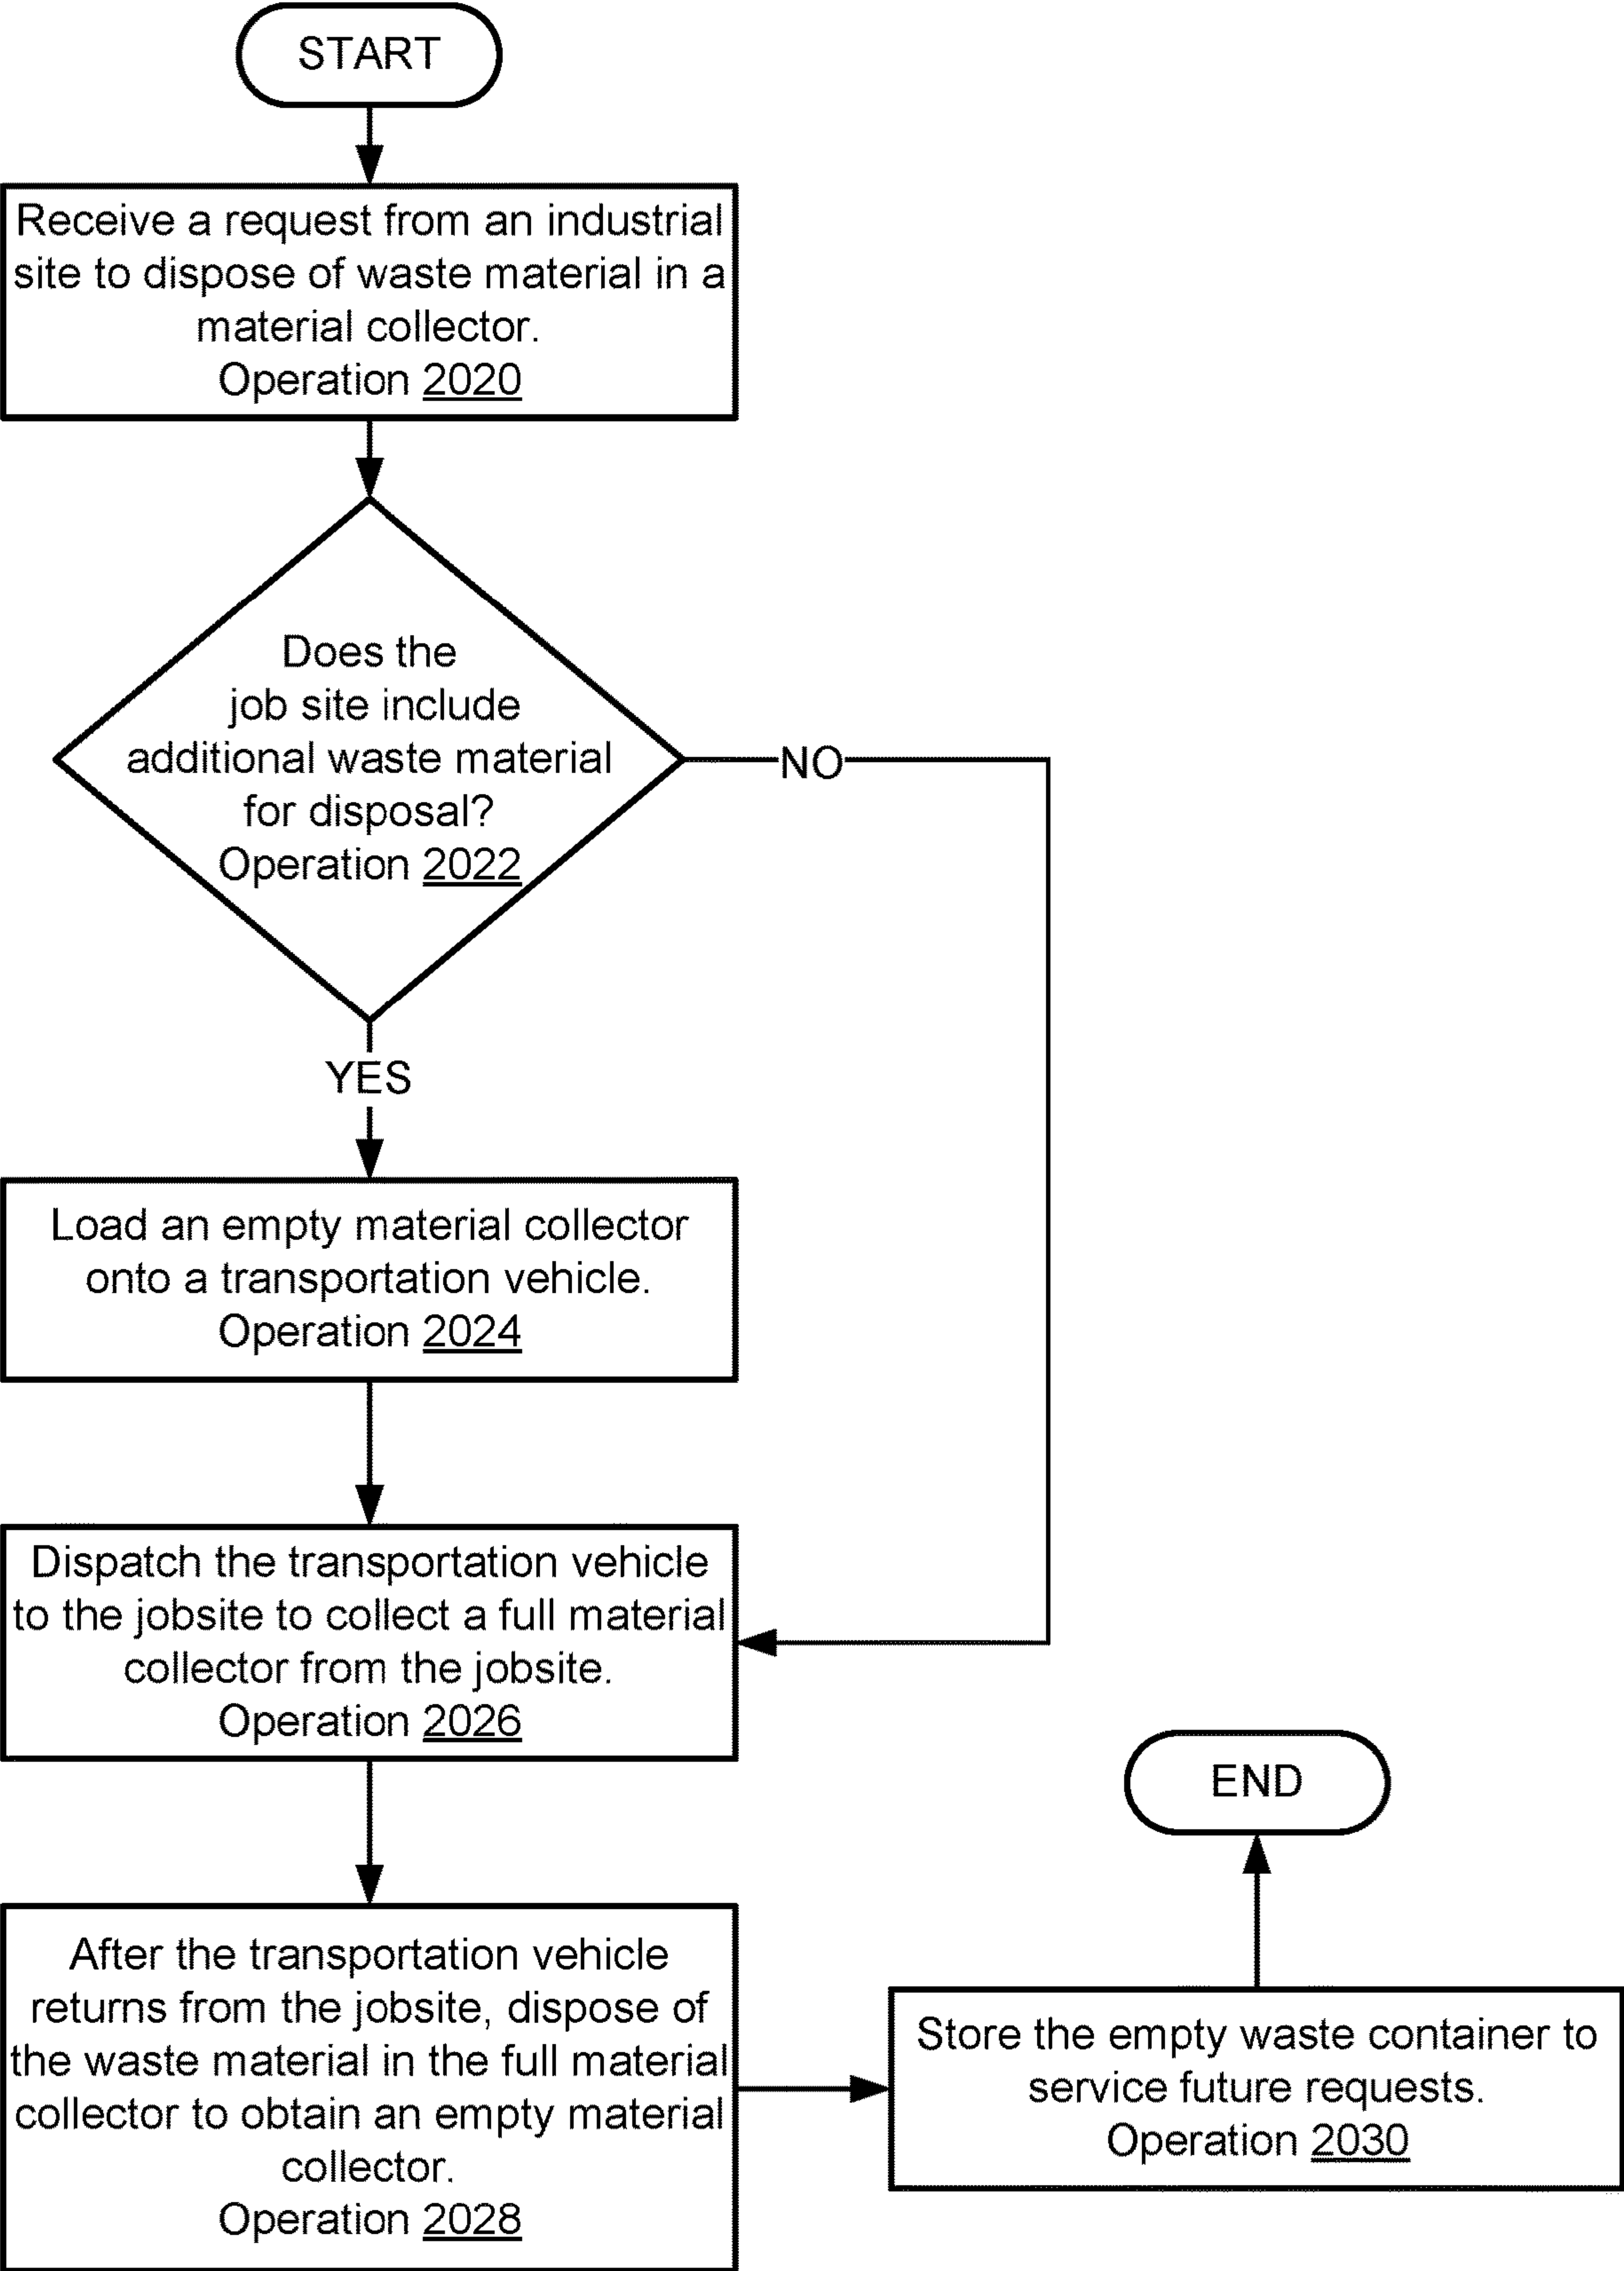 START
Receive a request from an industrial
site to dispose of waste material in a
material collector.
Operation 2020
Does the
job site include
additional waste material
for disposal?
Operation 2022
NO
YES
Load an empty material collector
onto a transportation vehicle.
Operation 2024
Dispatch the transportation vehicle
to the jobsite to collect a full material
collector from the jobsite.
Operation 2026
After the transportation vehicle
returns from the jobsite, dispose of
the waste material in the full material
collector to obtain an empty material
collector.
Operation 2028
Store the empty waste container to
service future requests.
Operation 2030
END